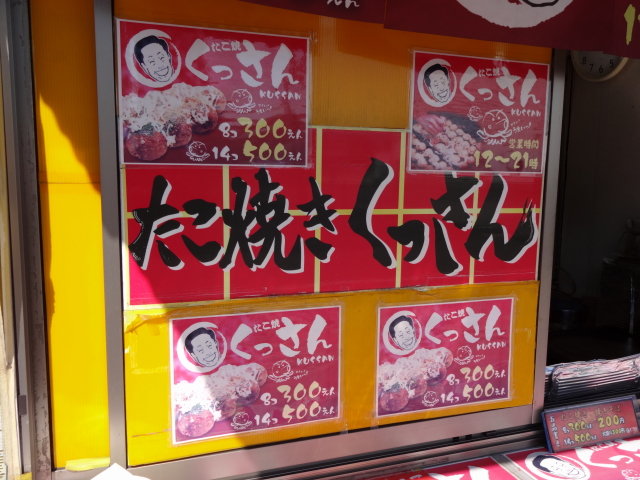 たこ焼
くっさん
KUSSAN
8コ300えん
14コ500えん
たこ焼
くっさん
KUSSAN
営業時間
12〜21時
たこ焼きくっさん
たこ焼
くっさん
KUSSAN
8コ300えん
14コ500えん
たこ焼
くっさん
KUSSAN
8コ300えん
14コ500えん
200円